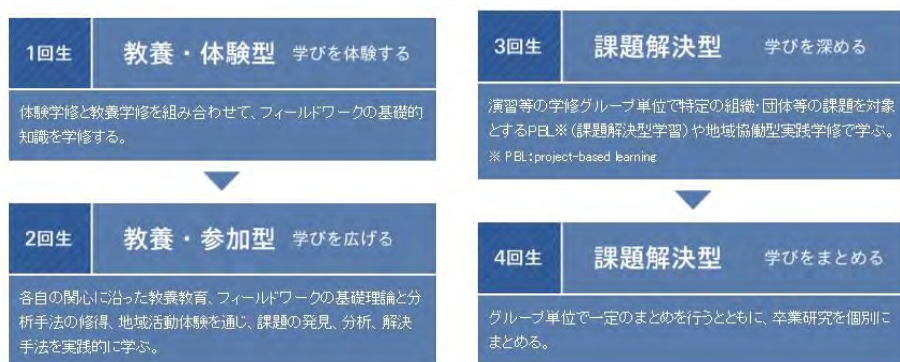 1回生 教養・体験型 学びを体験する
体験学修と教養学修を組み合わせて、フィールドワークの基礎的
知識を学修する。
2回生 教養・参加型 学びを広げる
各自の関心に沿った教養教育、フィールドワークの基礎理論と分
析手法の修得、地域活動体験を通じ、課題の発見、分析、解決
手法を実践的に学ぶ。
3回生 課題解決型 学びを深める
演習等の学修グループ単位で特定の組織・団体等の課題を対象
とするPBL※(課題解決型学習)や地域協働型実践学修で学ぶ。
※ PBL:project-based learning
4回生 課題解決型 学びをまとめる
グループ単位で一定のまとめを行うとともに、卒業研究を個別に
まとめる。